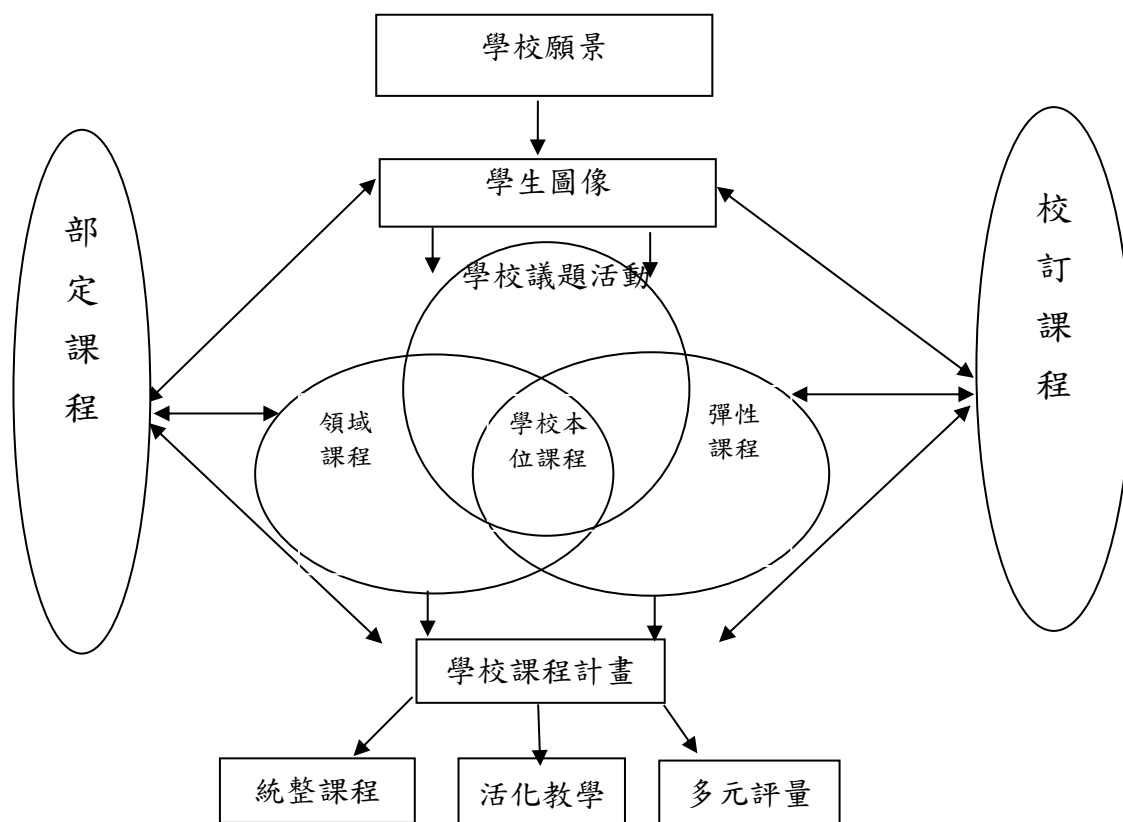 學校願景
學生圖像
部定課程
校訂課程
學校議題活動
領域
課程
學校本
位課程
彈性
課程
學校課程計畫
統整課程
活化教學
多元評量